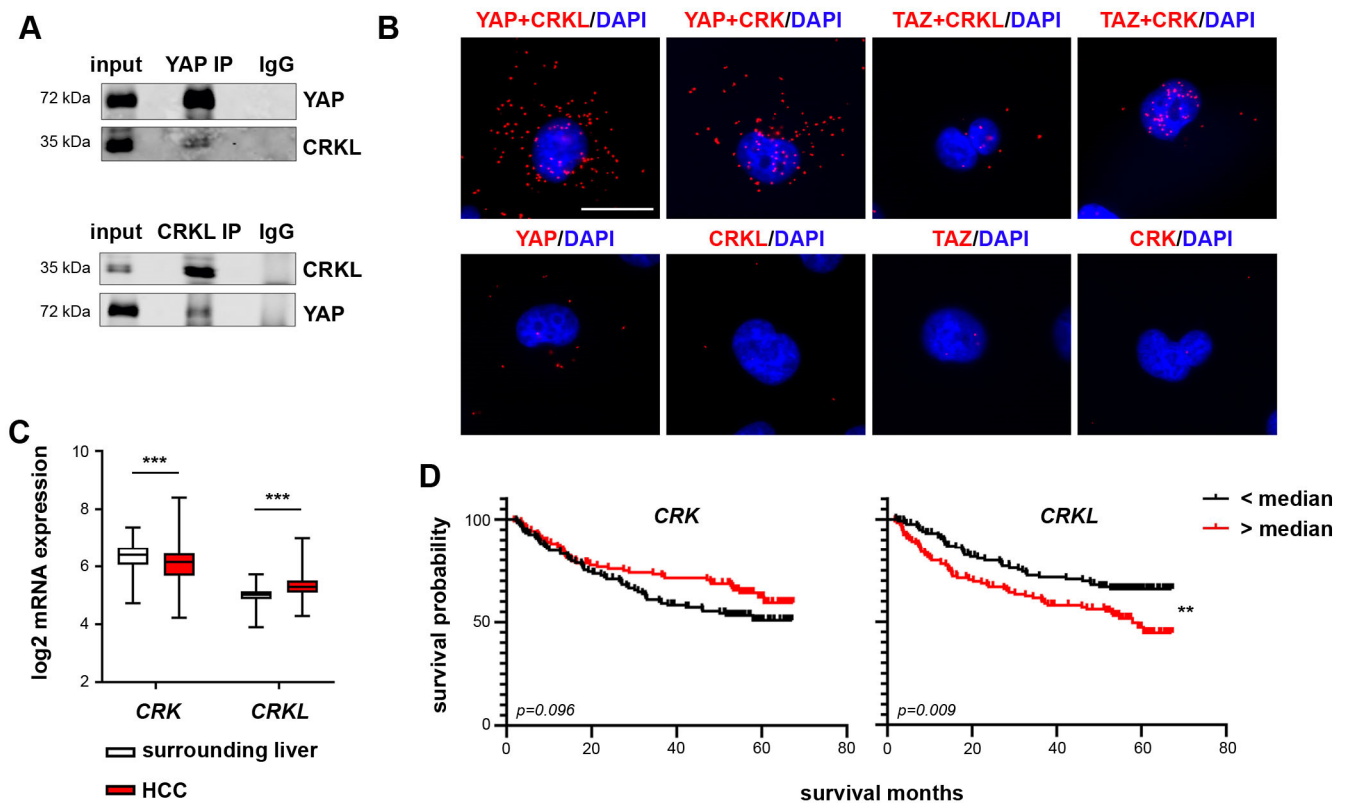 A
input YAP IP IgG
72 kDa YAP
35 kDa CRKL
input CRKL IP IgG
35 kDa CRKL
72 kDa YAP
B
YAP+CRKL/DAPI YAP+CRK/DAPI TAZ+CRKL/DAPI TAZ+CRK/DAPI
YAP/DAPI CRKL/DAPI TAZ/DAPI CRK/DAPI
C
log2 mRNA expression
10
8
6
4
2
*** ***
CRK CRKL
surrounding liver
HCC
D
survival probability
100
50
0
CRK
p=0.096
0 20 40 60 80
CRKL
100
50
0
**
p=0.009
0 20 40 60 80
< median
> median
survival months